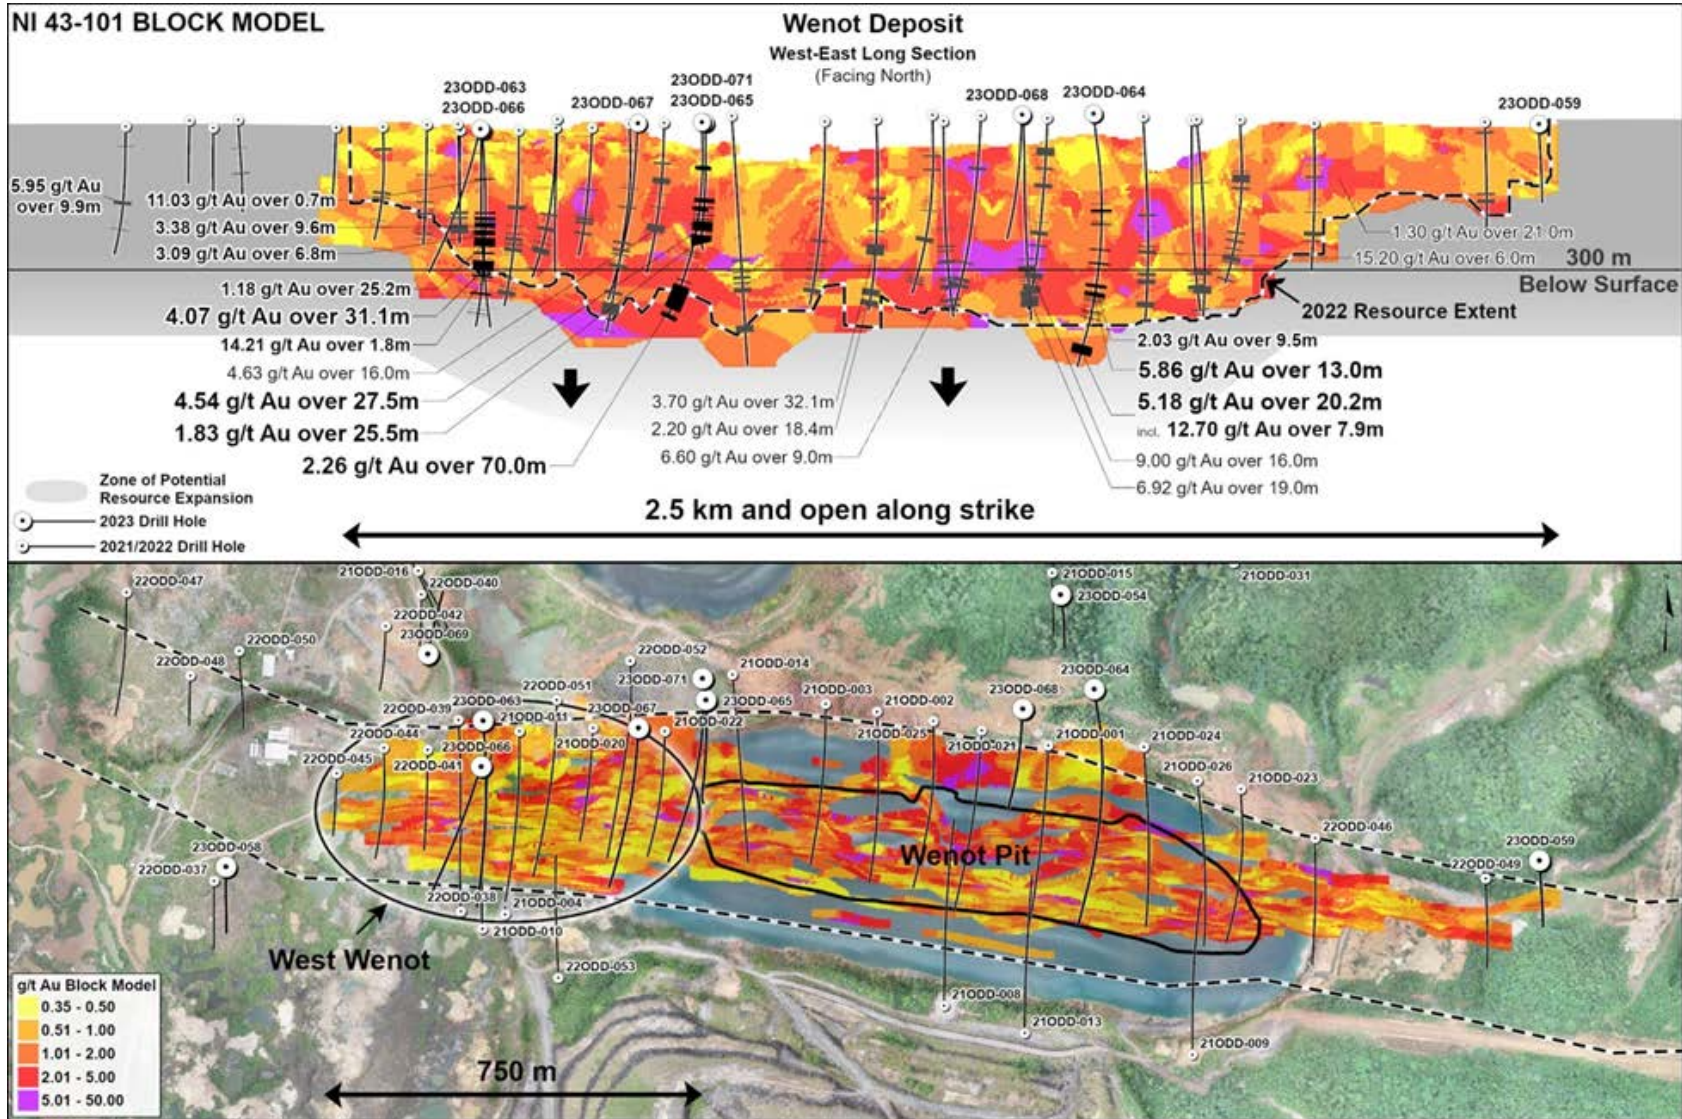 NI 43-101 BLOCK MODEL
Wenot Deposit
West-East Long Section
(Facing North)
23ODD-063
23ODD-066
23ODD-067
23ODD-071
23ODD-065
23ODD-068
23ODD-064
23ODD-059
5.95 g/t Au
over 9.9m
11.03 g/t Au over 0.7m
3.38 g/t Au over 9.6m
3.09 g/t Au over 6.8m
1.18 g/t Au over 25.2m
4.07 g/t Au over 31.1m
14.21 g/t Au over 1.8m
4.63 g/t Au over 16.0m
4.54 g/t Au over 27.5m
1.83 g/t Au over 25.5m
2.26 g/t Au over 70.0m
3.70 g/t Au over 32.1m
2.20 g/t Au over 18.4m
6.60 g/t Au over 9.0m
1.30 g/t Au over 21.0m
15.20 g/t Au over 6.0m
300 m
Below Surface
2022 Resource Extent
2.03 g/t Au over 9.5m
5.86 g/t Au over 13.0m
5.18 g/t Au over 20.2m
incl. 12.70 g/t Au over 7.9m
9.00 g/t Au over 16.0m
6.92 g/t Au over 19.0m
Zone of Potential
Resource Expansion
2023 Drill Hole
2021/2022 Drill Hole
2.5 km and open along strike
22ODD-047
21ODD-016
22ODD-040
22ODD-042
23ODD-069
22ODD-050
22ODD-048
22ODD-052
23ODD-071
21ODD-014
21ODD-015
23ODD-054
21ODD-031
22ODD-051
22ODD-039
23ODD-063
21ODD-011
23ODD-067
21ODD-022
23ODD-065
21ODD-003
21ODD-002
23ODD-068
23ODD-064
22ODD-044
23ODD-066
21ODD-020
21ODD-025
21ODD-021
21ODD-001
21ODD-024
22ODD-045
22ODD-041
21ODD-026
21ODD-023
22ODD-046
23ODD-058
22ODD-037
22ODD-049
23ODD-059
Wenot Pit
22ODD-038
21ODD-004
21ODD-010
West Wenot
22ODD-053
21ODD-008
21ODD-013
21ODD-009
750 m
g/t Au Block Model
0.35 - 0.50
0.51 - 1.00
1.01 - 2.00
2.01 - 5.00
5.01 - 50.00